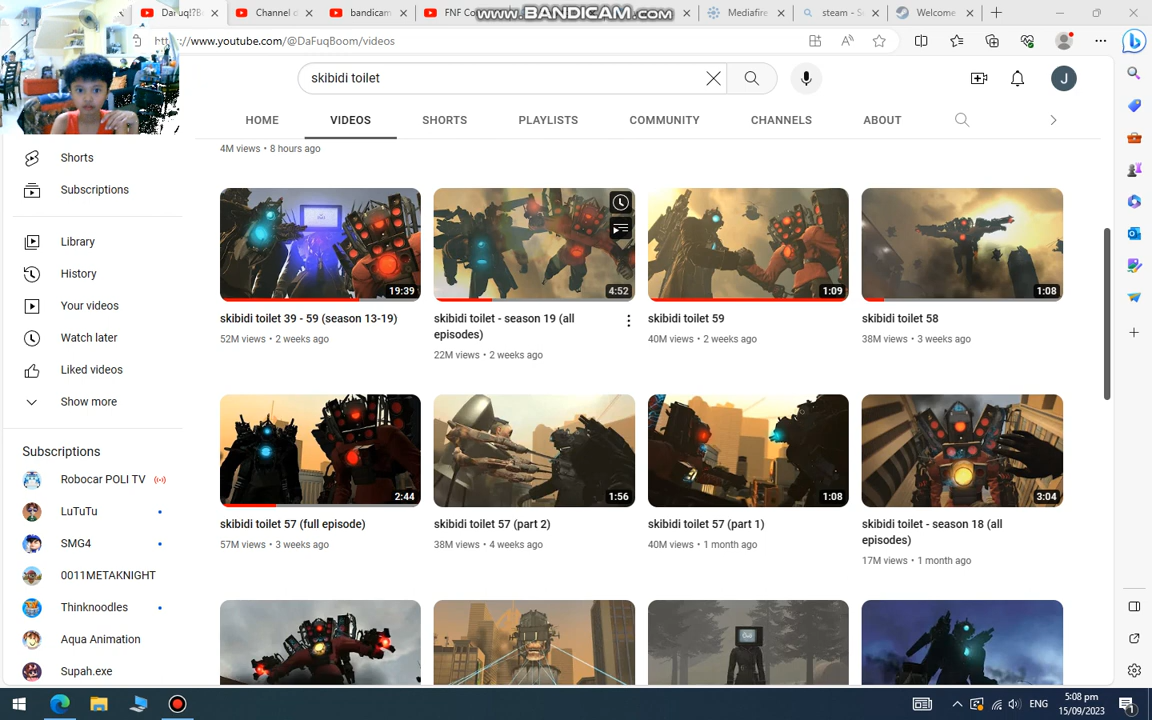 DaFuq!?B
Channel d
bandicam
FNF Co
www.BANDICAM.com
Mediafire
steam - S
Welcome
https://www.youtube.com/@DaFuqBoom/videos
skibidi toilet
J
HOME
VIDEOS
SHORTS
PLAYLISTS
COMMUNITY
CHANNELS
ABOUT
4M views • 8 hours ago
Shorts
Subscriptions
Library
History
Your videos
Watch later
Liked videos
Show more
Subscriptions
Robocar POLI TV
LuTuTu
SMG4
0011METAKNIGHT
Thinknoodles
Aqua Animation
Supah.exe
19:39
4:52
1:09
1:08
skibidi toilet 39 - 59 (season 13-19)
52M views • 2 weeks ago
skibidi toilet - season 19 (all
episodes)
22M views • 2 weeks ago
skibidi toilet 59
40M views • 2 weeks ago
skibidi toilet 58
38M views • 3 weeks ago
2:44
1:56
1:08
3:04
skibidi toilet 57 (full episode)
57M views • 3 weeks ago
skibidi toilet 57 (part 2)
38M views • 4 weeks ago
skibidi toilet 57 (part 1)
40M views • 1 month ago
skibidi toilet - season 18 (all
episodes)
17M views • 1 month ago
ENG
5:08 pm
15/09/2023
1